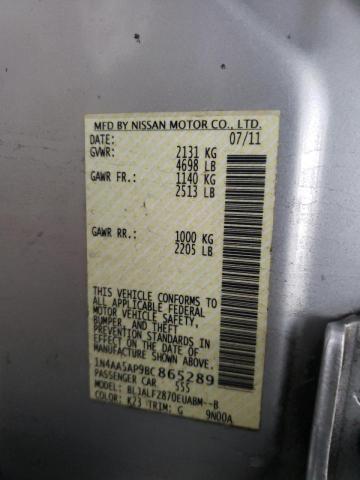 MFD BY NISSAN MOTOR CO., LTD.
DATE: 07/11
GVWR: 2131 KG
4698 LB
GAWR FR.: 1140 KG
2513 LB
GAWR RR.: 1000 KG
2205 LB
THIS VEHICLE CONFORMS TO
ALL APPLICABLE FEDERAL
MOTOR VEHICLE SAFETY,
BUMPER, AND THEFT
PREVENTION STANDARDS
IN EFFECT ON THE DATE OF
MANUFACTURE SHOWN ABOVE.
1N4AA5AP9BC865289
PASSENGER CAR 555
MODEL: BLJALFZ870EUABM--B
COLOR: K23 TRIM: G 9N00A